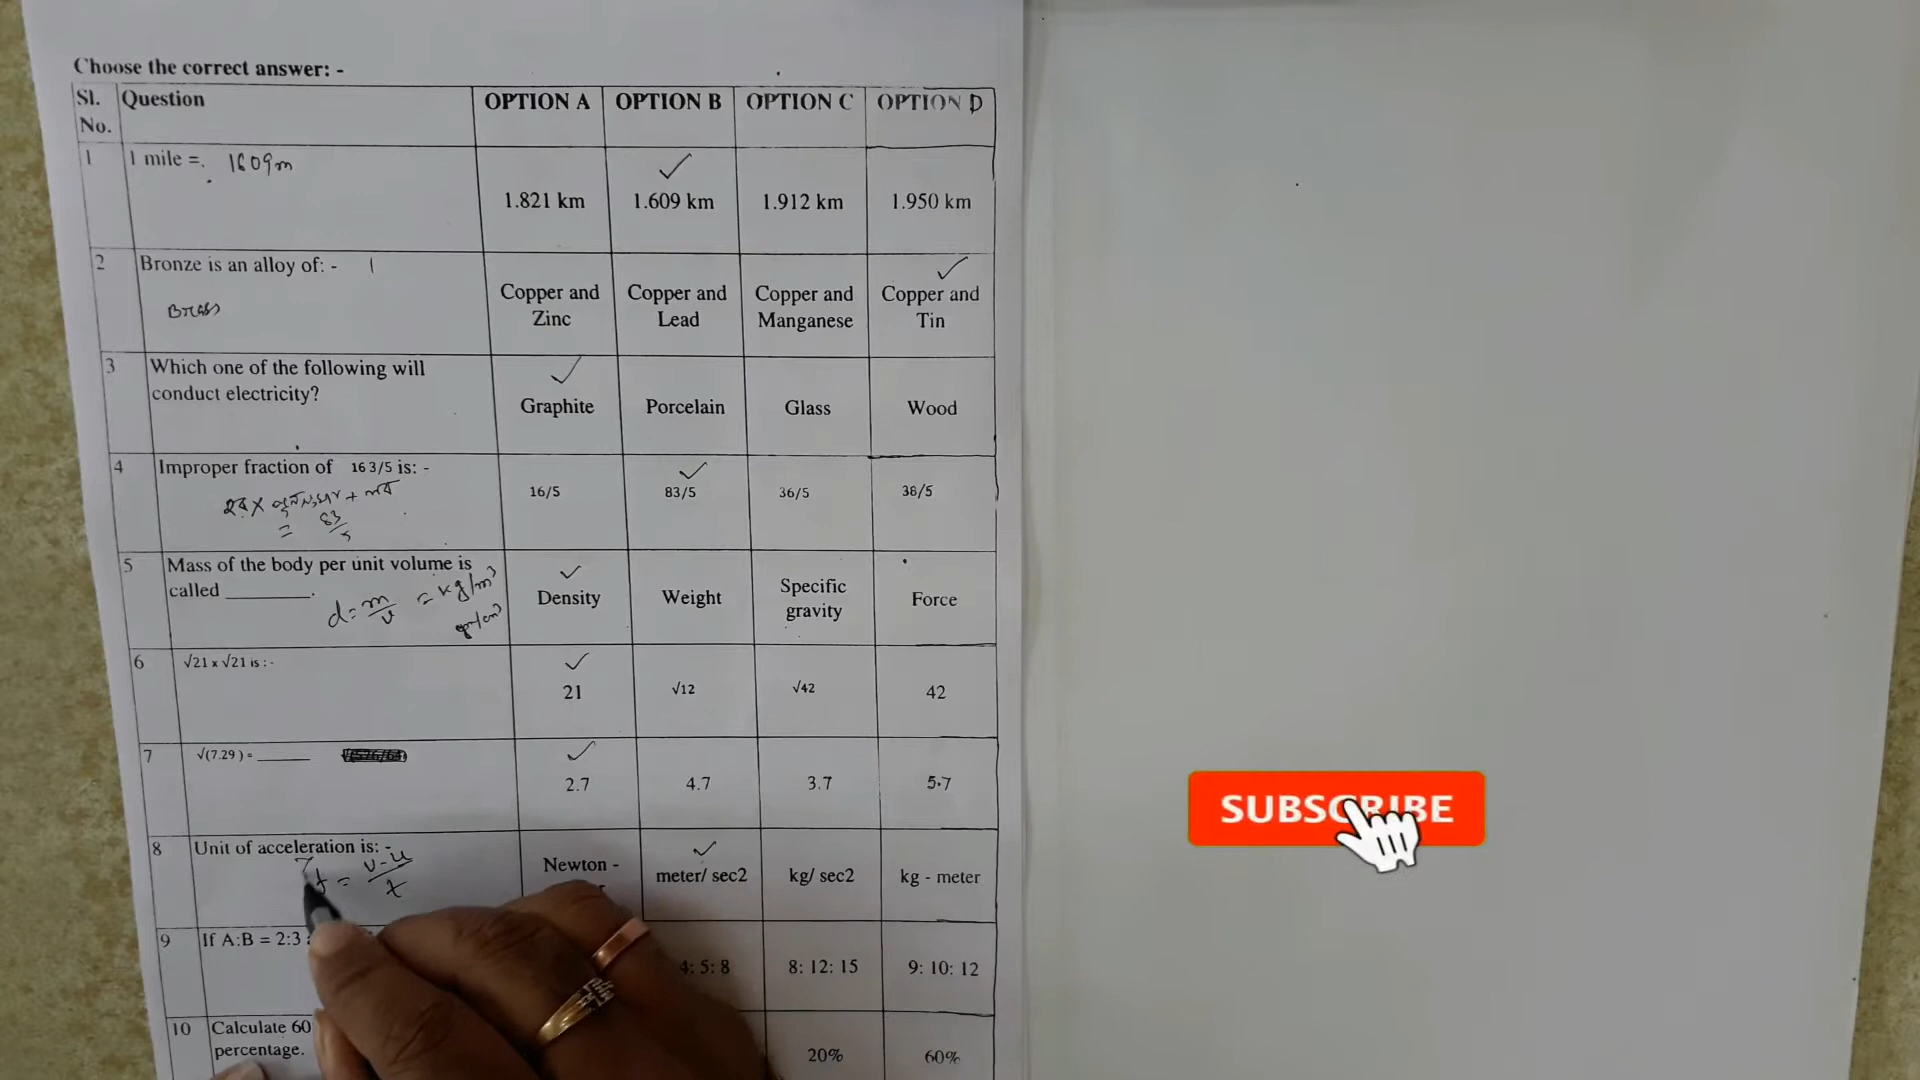 Choose the correct answer: -
Sl. No. Question OPTION A OPTION B OPTION C OPTION D
1 1 mile =. 1609m
1.821 km 1.609 km 1.912 km 1.950 km
2 Bronze is an alloy of: -
Brass
Copper and Zinc Copper and Lead Copper and Manganese Copper and Tin
3 Which one of the following will
conduct electricity?
Graphite Porcelain Glass Wood
4 Improper fraction of 16 3/5 is: -
= 83/5
16/5 83/5 36/5 38/5
5 Mass of the body per unit volume is
called ________.
d = m/v = kg/m³
gm/cm³
Density Weight Specific gravity Force
6 √21 x √21 is : -
21 √12 √42 42
7 √(7.29 ) = ______
2.7 4.7 3.7 5.7
8 Unit of acceleration is: -
f = v-u/t
Newton - meter/ sec2 kg/ sec2 kg - meter
9 If A:B = 2:3
4: 5: 8 8: 12: 15 9: 10: 12
10 Calculate 60
percentage.
20% 60%
SUBSCRIBE